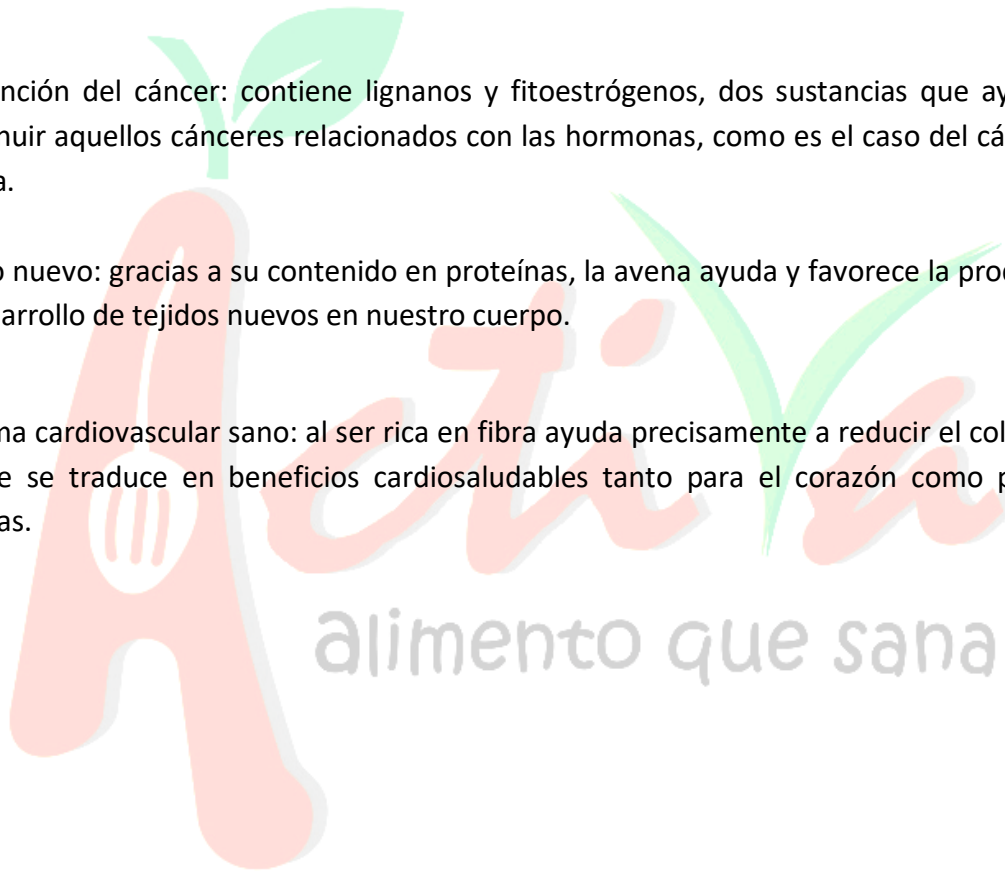 nción del cáncer: contiene lignanos y fitoestrógenos, dos sustancias que ay
nuir aquellos cánceres relacionados con las hormonas, como es el caso del cá
a.
o nuevo: gracias a su contenido en proteínas, la avena ayuda y favorece la pro
arrollo de tejidos nuevos en nuestro cuerpo.
ma cardiovascular sano: al ser rica en fibra ayuda precisamente a reducir el col
e se traduce en beneficios cardiosaludables tanto para el corazón como p
as.
Activa
alimento que sana